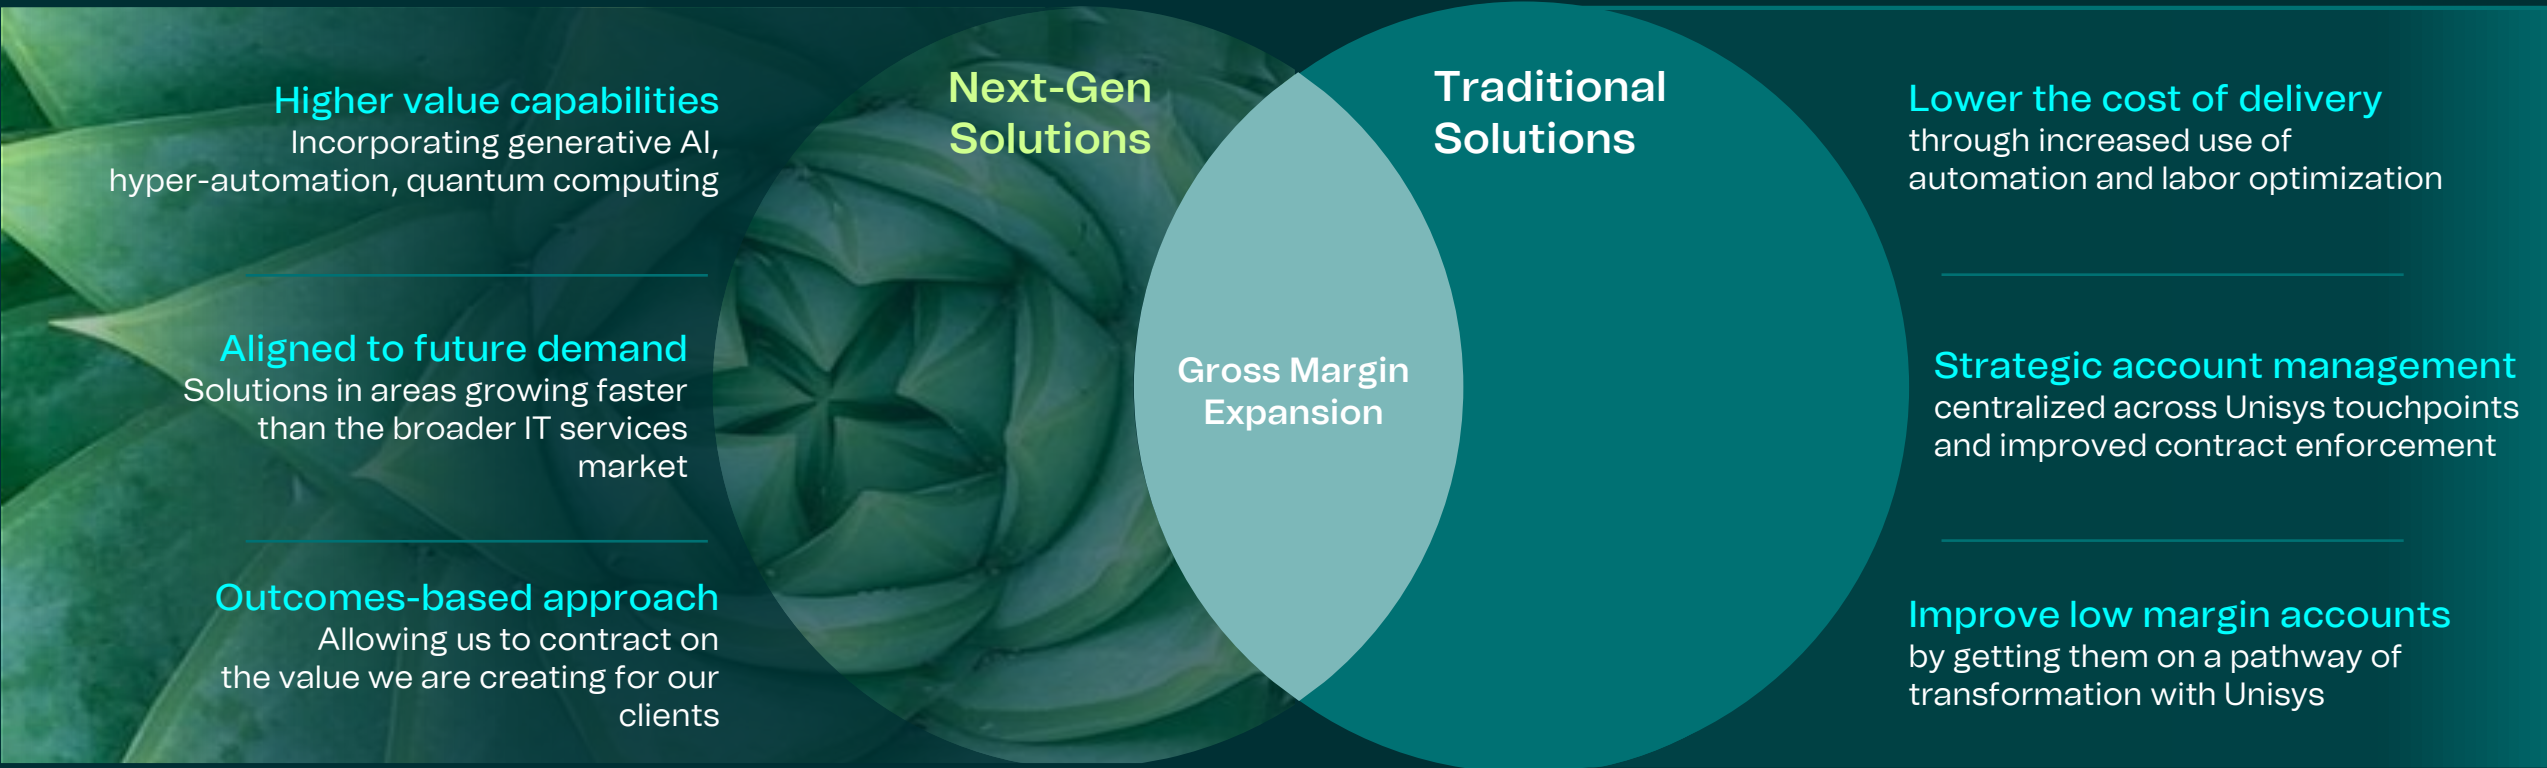 Higher value capabilities
Incorporating generative AI,
hyper-automation, quantum computing
Aligned to future demand
Solutions in areas growing faster
than the broader IT services
market
Outcomes-based approach
Allowing us to contract on
the value we are creating for our
clients
Next-Gen
Solutions
Gross Margin
Expansion
Traditional
Solutions
Lower the cost of delivery
through increased use of
automation and labor optimization
Strategic account management
centralized across Unisys touchpoints
and improved contract enforcement
Improve low margin accounts
by getting them on a pathway of
transformation with Unisys